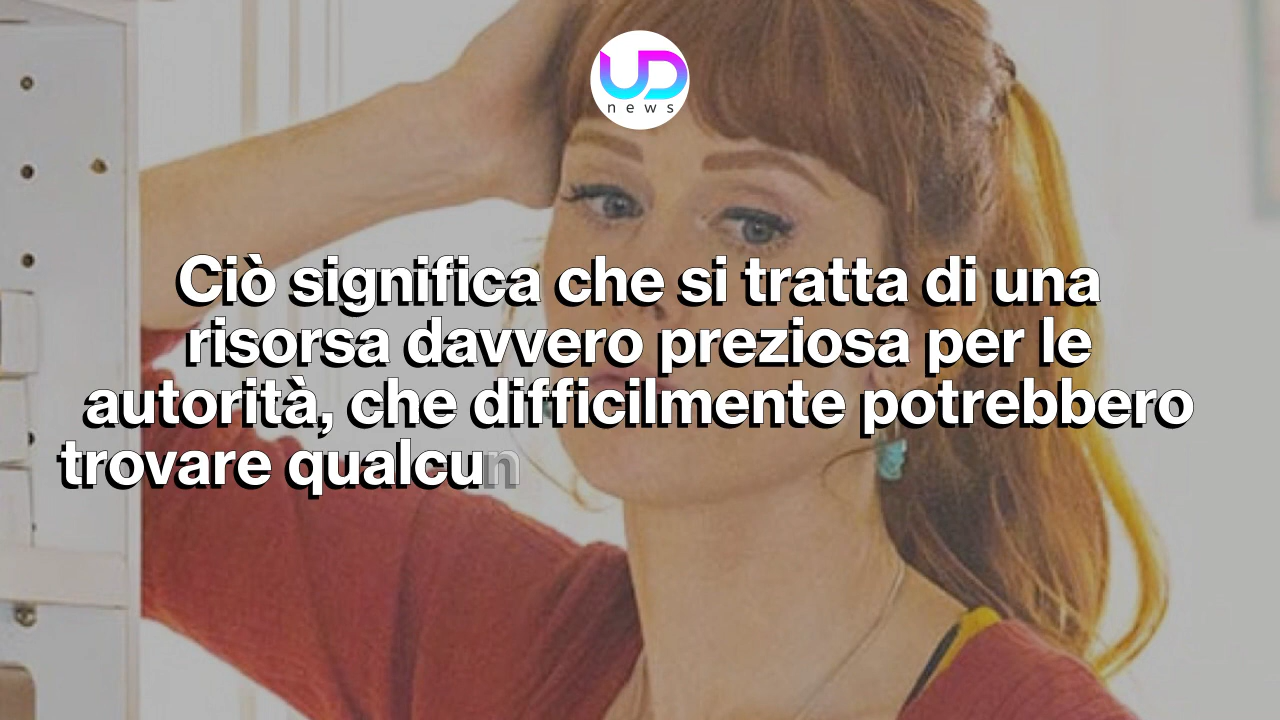 UD
news
Ciò significa che si tratta di una
risorsa davvero preziosa per le
autorità, che difficilmente potrebbero
trovare qualcun